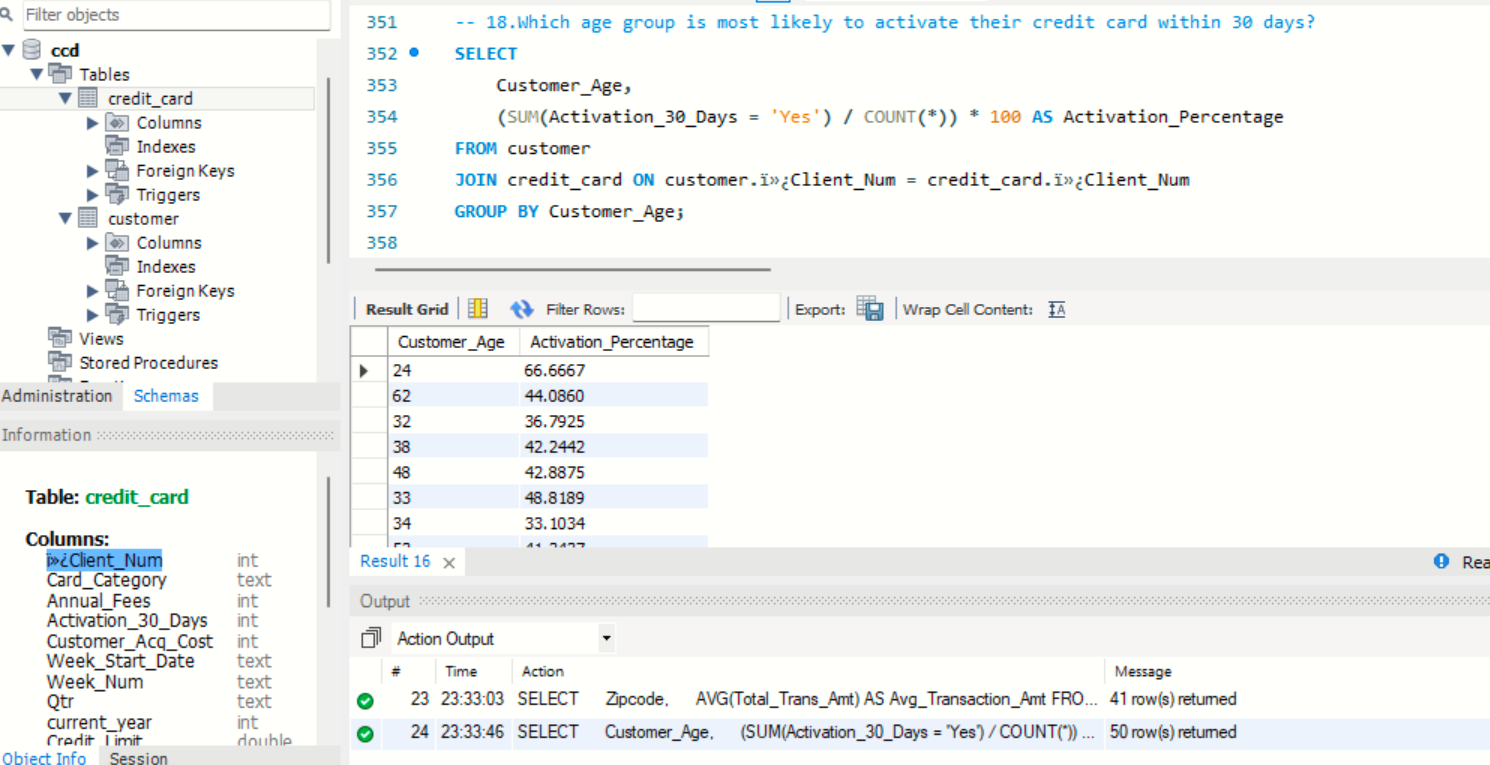 Filter objects
ccd
Tables
credit_card
Columns
Indexes
Foreign Keys
Triggers
customer
Columns
Indexes
Foreign Keys
Triggers
Views
Stored Procedures
Administration Schemas
Information
Table: credit_card
Columns:
ï»¿Client_Num int
Card_Category text
Annual_Fees int
Activation_30_Days int
Customer_Acq_Cost int
Week_Start_Date text
Week_Num text
Qtr text
current_year int
Credit_Limit double
Object Info Session
351 -- 18.Which age group is most likely to activate their credit card within 30 days?
352 SELECT
353 Customer_Age,
354 (SUM(Activation_30_Days = 'Yes') / COUNT(*)) * 100 AS Activation_Percentage
355 FROM customer
356 JOIN credit_card ON customer.ï»¿Client_Num = credit_card.ï»¿Client_Num
357 GROUP BY Customer_Age;
358
Result Grid Filter Rows: Export: Wrap Cell Content:
Customer_Age Activation_Percentage
24 66.6667
62 44.0860
32 36.7925
38 42.2442
48 42.8875
33 48.8189
34 33.1034
Result 16 Rea
Output
Action Output
# Time Action Message
23 23:33:03 SELECT Zipcode, AVG(Total_Trans_Amt) AS Avg_Transaction_Amt FRO... 41 row(s) returned
24 23:33:46 SELECT Customer_Age, (SUM(Activation_30_Days = 'Yes') / COUNT(*)) ... 50 row(s) returned